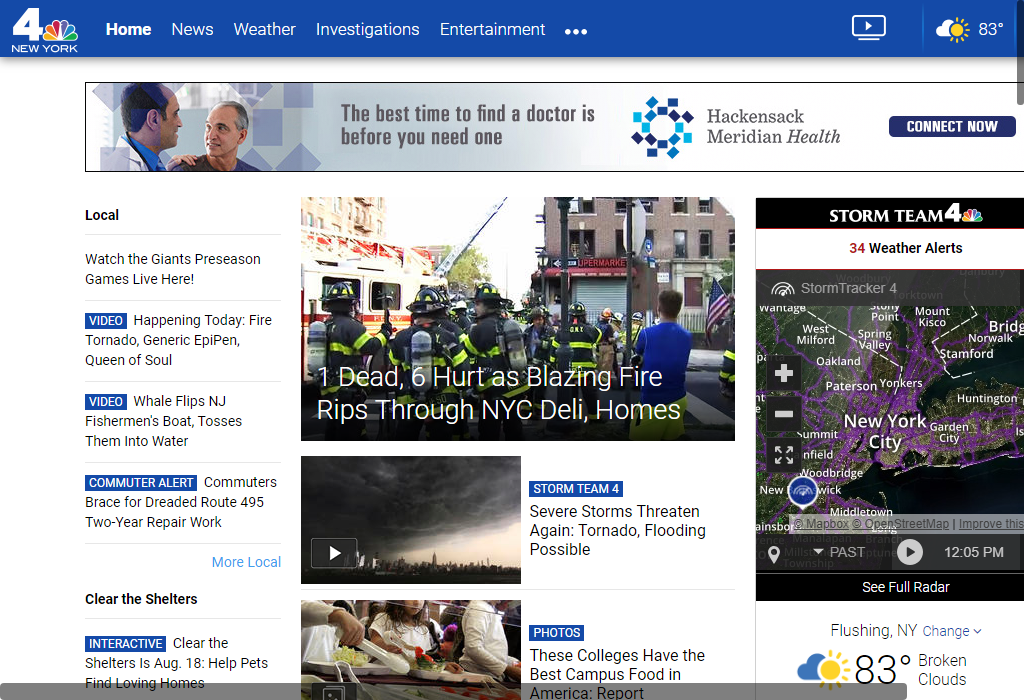 4
NEW YORK
Home
News
Weather
Investigations
Entertainment
83°
The best time to find a doctor is
before you need one
Hackensack
Meridian Health
CONNECT NOW
Local
Watch the Giants Preseason
Games Live Here!
VIDEO Happening Today: Fire
Tornado, Generic EpiPen,
Queen of Soul
VIDEO Whale Flips NJ
Fishermen's Boat, Tosses
Them Into Water
COMMUTER ALERT Commuters
Brace for Dreaded Route 495
Two-Year Repair Work
More Local
Clear the Shelters
INTERACTIVE Clear the
Shelters Is Aug. 18: Help Pets
Find Loving Homes
SUPERMARKET
1 Dead, 6 Hurt as Blazing Fire
Rips Through NYC Deli, Homes
STORM TEAM 4
Severe Storms Threaten
Again: Tornado, Flooding
Possible
PHOTOS
These Colleges Have the
Best Campus Food in
America: Report
STORM TEAM 4
34 Weather Alerts
StormTracker 4
Danbury
Yorktown
Wantage
Stony
Point
Mount
Kisco
West
Milford
Spring
Valley
Bridg
Norwalk
Stamford
Oakland
Paterson
Yonkers
Huntington
New York
City
Garden
City
Summit
nfield
Woodbridge
New
wick
Middletown
ainsbor
© Mapbox © OpenStreetMap | Improve this
Manalapan
Township
PAST
12:05 PM
See Full Radar
Flushing, NY Change
83°
Broken
Clouds